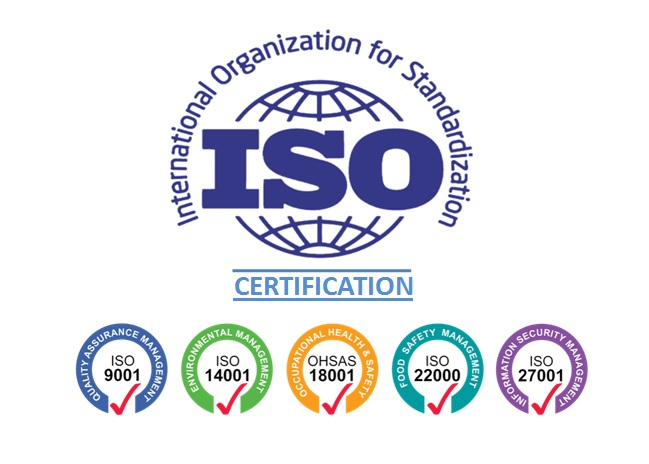 International Organization for Standardization
ISO
CERTIFICATION
QUALITY ASSURANCE MANAGEMENT
ISO
9001
ENVIRONMENTAL MANAGEMENT
ISO
14001
OCCUPATIONAL HEALTH & SAFETY
OHSAS
18001
FOOD SAFETY MANAGEMENT
ISO
22000
INFORMATION SECURITY MANAGEMENT
ISO
27001